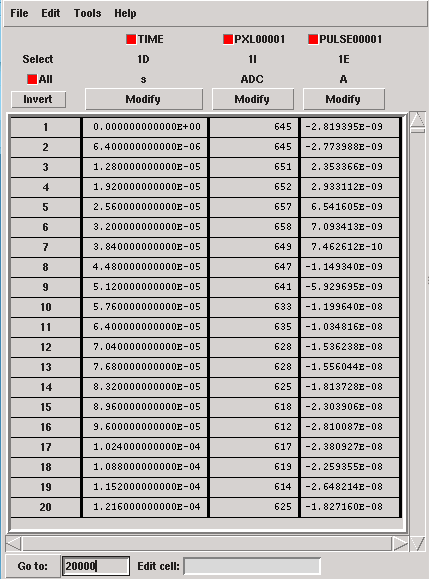 File Edit Tools Help
TIME PXL00001 PULSE00001
Select 1D 1I 1E
All s ADC A
Invert Modify Modify Modify
1 0.000000000000E+00 645 -2.819395E-09
2 6.400000000000E-06 645 -2.773988E-09
3 1.280000000000E-05 651 2.353366E-09
4 1.920000000000E-05 652 2.933112E-09
5 2.560000000000E-05 657 6.541605E-09
6 3.200000000000E-05 658 7.093413E-09
7 3.840000000000E-05 649 7.462612E-10
8 4.480000000000E-05 647 -1.149340E-09
9 5.120000000000E-05 641 -5.929695E-09
10 5.760000000000E-05 633 -1.199640E-08
11 6.400000000000E-05 635 -1.034816E-08
12 7.040000000000E-05 628 -1.536238E-08
13 7.680000000000E-05 628 -1.556044E-08
14 8.320000000000E-05 625 -1.813728E-08
15 8.960000000000E-05 618 -2.303906E-08
16 9.600000000000E-05 612 -2.810087E-08
17 1.024000000000E-04 617 -2.380927E-08
18 1.088000000000E-04 619 -2.259355E-08
19 1.152000000000E-04 614 -2.648214E-08
20 1.216000000000E-04 625 -1.827160E-08
Go to: 20000 Edit cell: